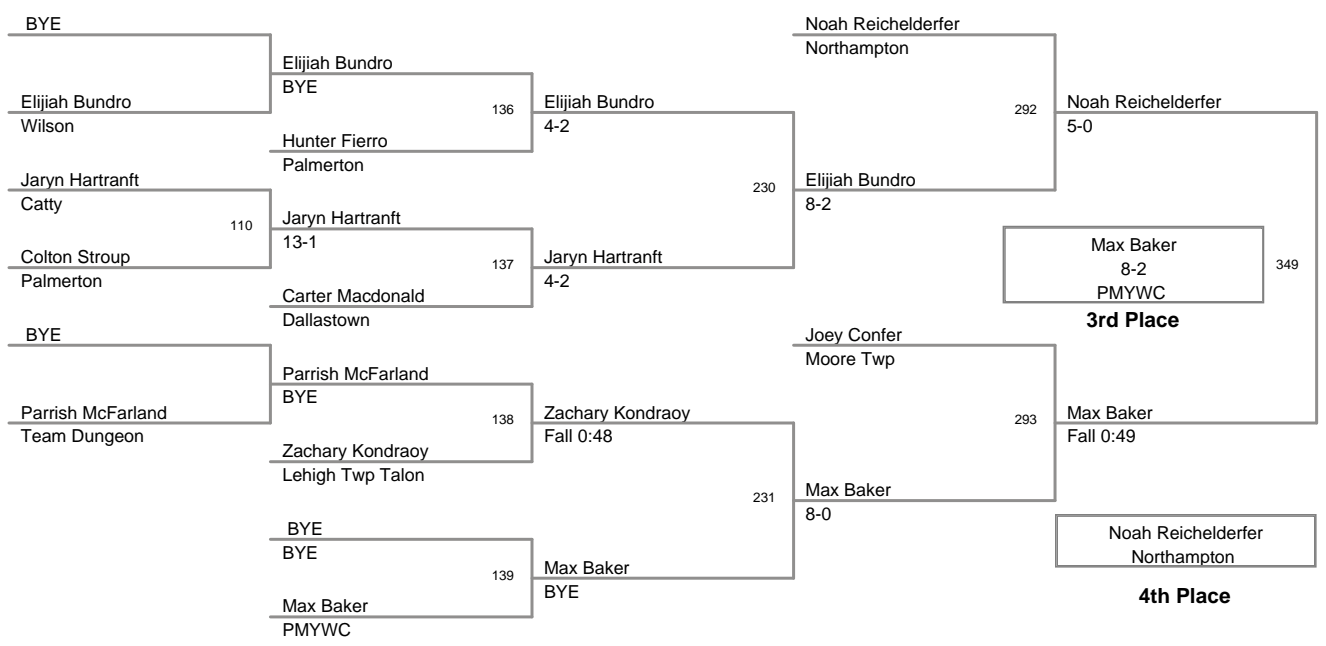 BYE
Elijiah Bundro
Wilson
Jaryn Hartranft
Catty
110
Colton Stroup
Palmerton
BYE
Parrish McFarland
Team Dungeon
Elijiah Bundro
BYE
136
Hunter Fierro
Palmerton
Jaryn Hartranft
13-1
137
Carter Macdonald
Dallastown
Parrish McFarland
BYE
138
Zachary Kondraoy
Lehigh Twp Talon
BYE
BYE
139
Max Baker
PMYWC
Elijiah Bundro
4-2
230
Jaryn Hartranft
4-2
Zachary Kondraoy
Fall 0:48
231
Max Baker
BYE
Noah Reichelderfer
Northampton
292
Elijiah Bundro
8-2
Joey Confer
Moore Twp
293
Max Baker
8-0
Noah Reichelderfer
5-0
Max Baker
8-2
PMYWC
349
3rd Place
Max Baker
Fall 0:49
Noah Reichelderfer
Northampton
4th Place